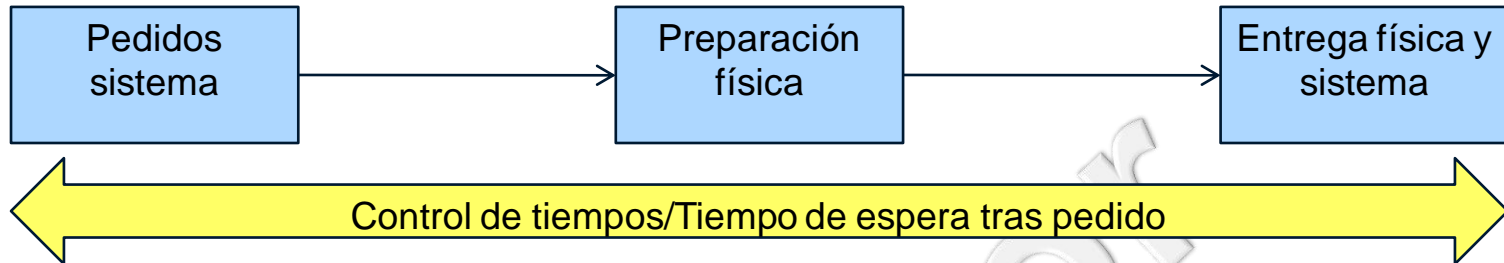 Pedidos
sistema
Preparación
física
Entrega física y
sistema
Control de tiempos/Tiempo de espera tras pedido